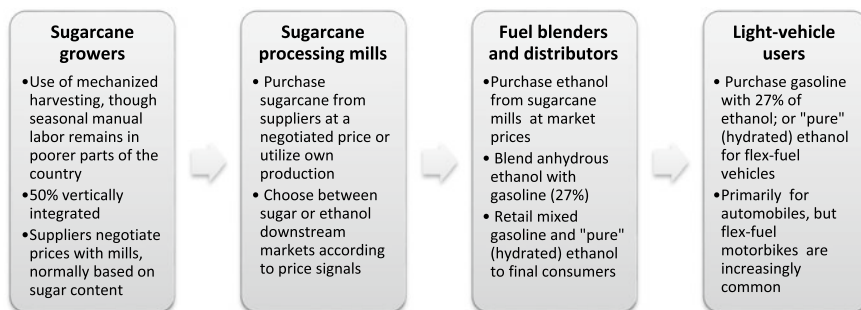 Sugarcane
growers
•Use of mechanized
harvesting, though
seasonal manual
labor remains in
poorer parts of the
country
•50% vertically
integrated
•Suppliers negotiate
prices with mills,
normally based on
sugar content
Sugarcane
processing mills
• Purchase
sugarcane from
suppliers at a
negotiated price or
utilize own
production
• Choose between
sugar or ethanol
downstream
markets according
to price signals
Fuel blenders
and distributors
•Purchase ethanol
from sugarcane
mills at market
prices
• Blend anhydrous
ethanol with
gasoline (27%)
• Retail mixed
gasoline and "pure"
(hydrated) ethanol
to final consumers
Light-vehicle
users
• Purchase gasoline
with 27% of
ethanol; or "pure"
(hydrated) ethanol
for flex-fuel
vehicles
•Primarily for
automobiles, but
flex-fuel
motorbikes are
increasingly
common